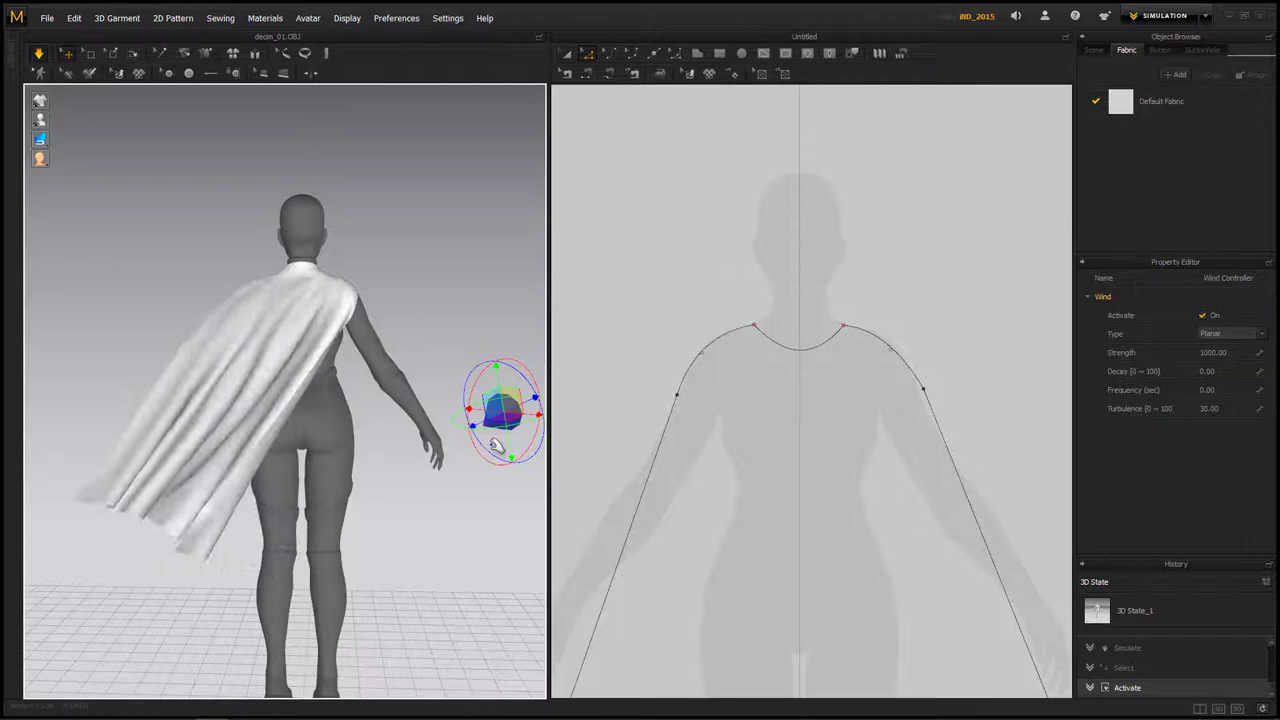 M File Edit 3D Garment 2D Pattern Sewing Materials Avatar Display Preferences Settings Help iND_2015 SIMULATION
decim_01.OBJ
Untitled
Object Browser
Scene Fabric Button Buttonhole
+ Add Copy Assign
Default Fabric
Property Editor
Name Wind Controller
Wind
Activate On
Type Planar
Strength 1000.00
Decay [0 ~ 100] 0.00
Frequency (sec) 0.00
Turbulence [0 ~ 100 30.00
History
3D State
3D State_1
Simulate
Select
Activate